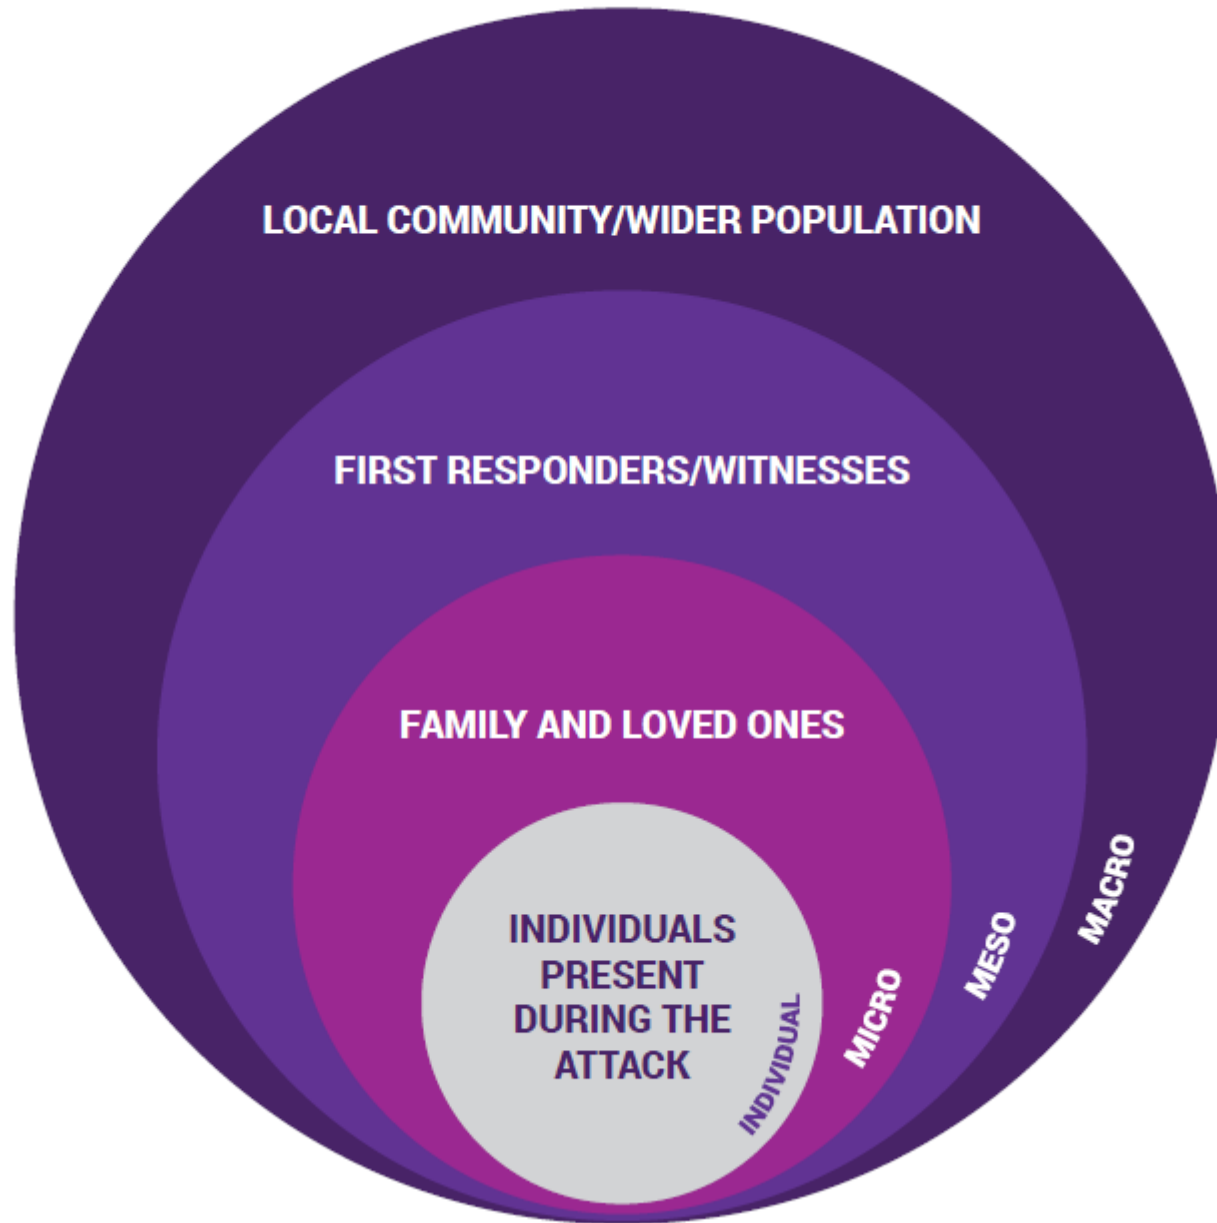 LOCAL COMMUNITY/WIDER POPULATION
FIRST RESPONDERS/WITNESSES
FAMILY AND LOVED ONES
INDIVIDUALS
PRESENT
DURING THE
ATTACK
INDIVIDUAL
MICRO
MESO
MACRO